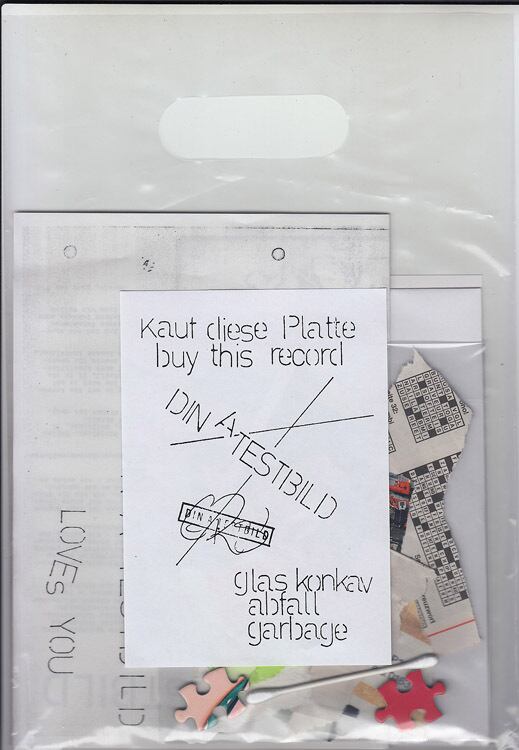 Kauf diese Platte
buy this record
DIN A TESTBILD
DIN A TESTBILD
glas konkav
abfall
garbage
LOVEs YOU